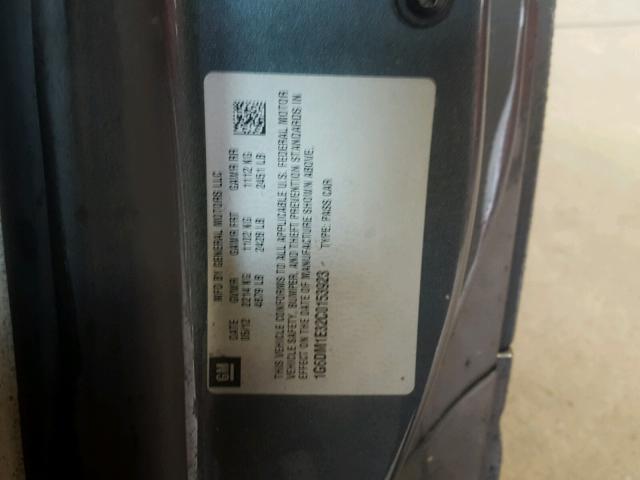 GM
MFD BY GENERAL MOTORS LLC
DATE GVWR GAWR FRT GAWR RR
05/12 2214 KG 1102 KG 1112 KG
4879 LB 2428 LB 2451 LB
THIS VEHICLE CONFORMS TO ALL APPLICABLE U.S. FEDERAL MOTOR
VEHICLE SAFETY, BUMPER, AND THEFT PREVENTION STANDARDS IN
EFFECT ON THE DATE OF MANUFACTURE SHOWN ABOVE.
1G6DM1E32C0153923 TYPE: PASS CAR